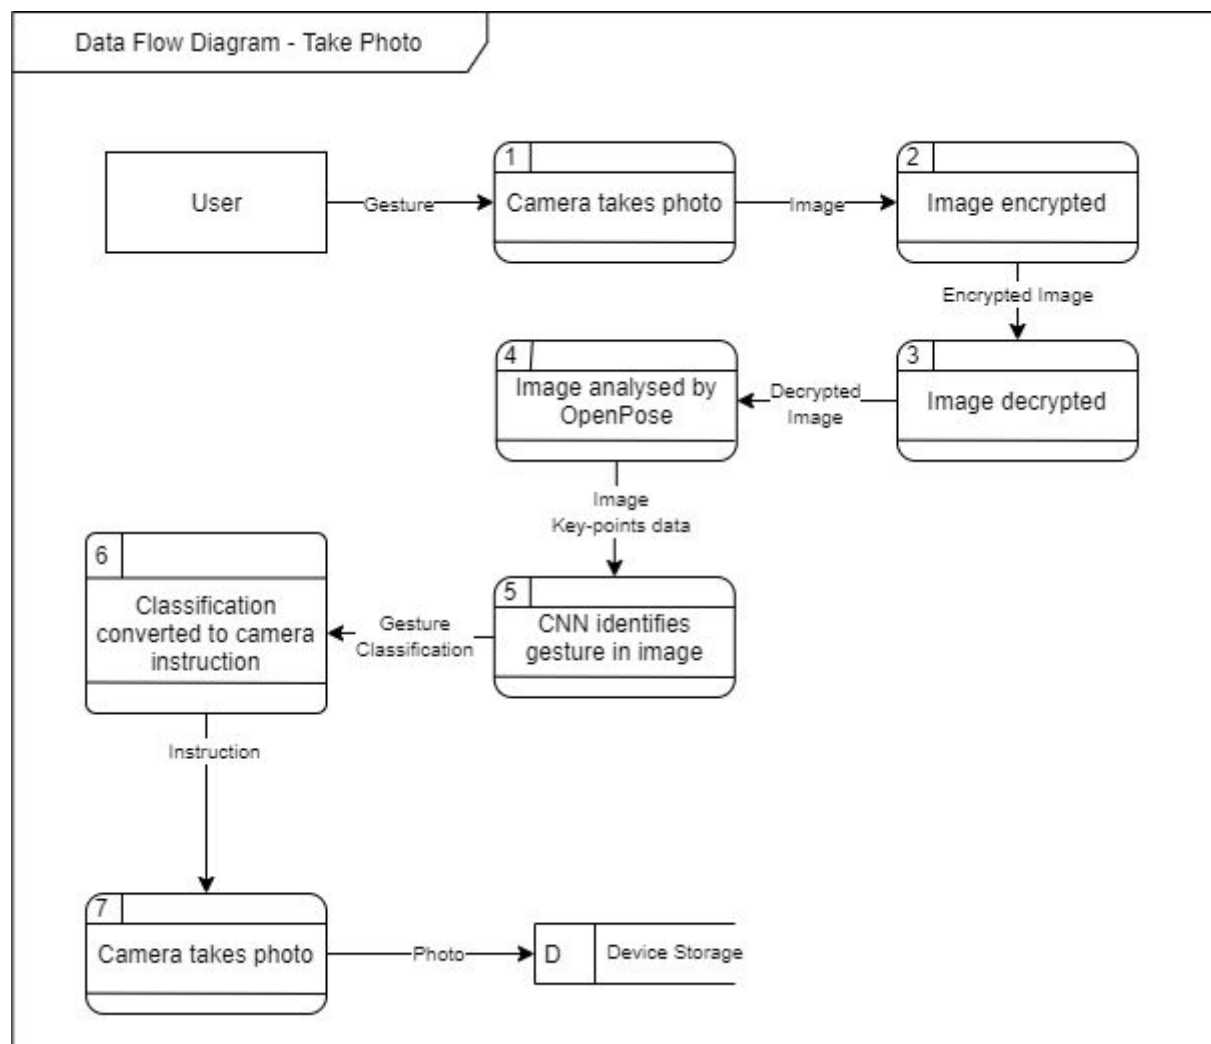 Data Flow Diagram - Take Photo
User
Gesture
1
Camera takes photo
Image
2
Image encrypted
Encrypted Image
3
Image decrypted
Decrypted
Image
4
Image analysed by
OpenPose
Image
Key-points data
5
CNN identifies
gesture in image
Gesture
Classification
6
Classification
converted to camera
instruction
Instruction
7
Camera takes photo
Photo
D
Device Storage